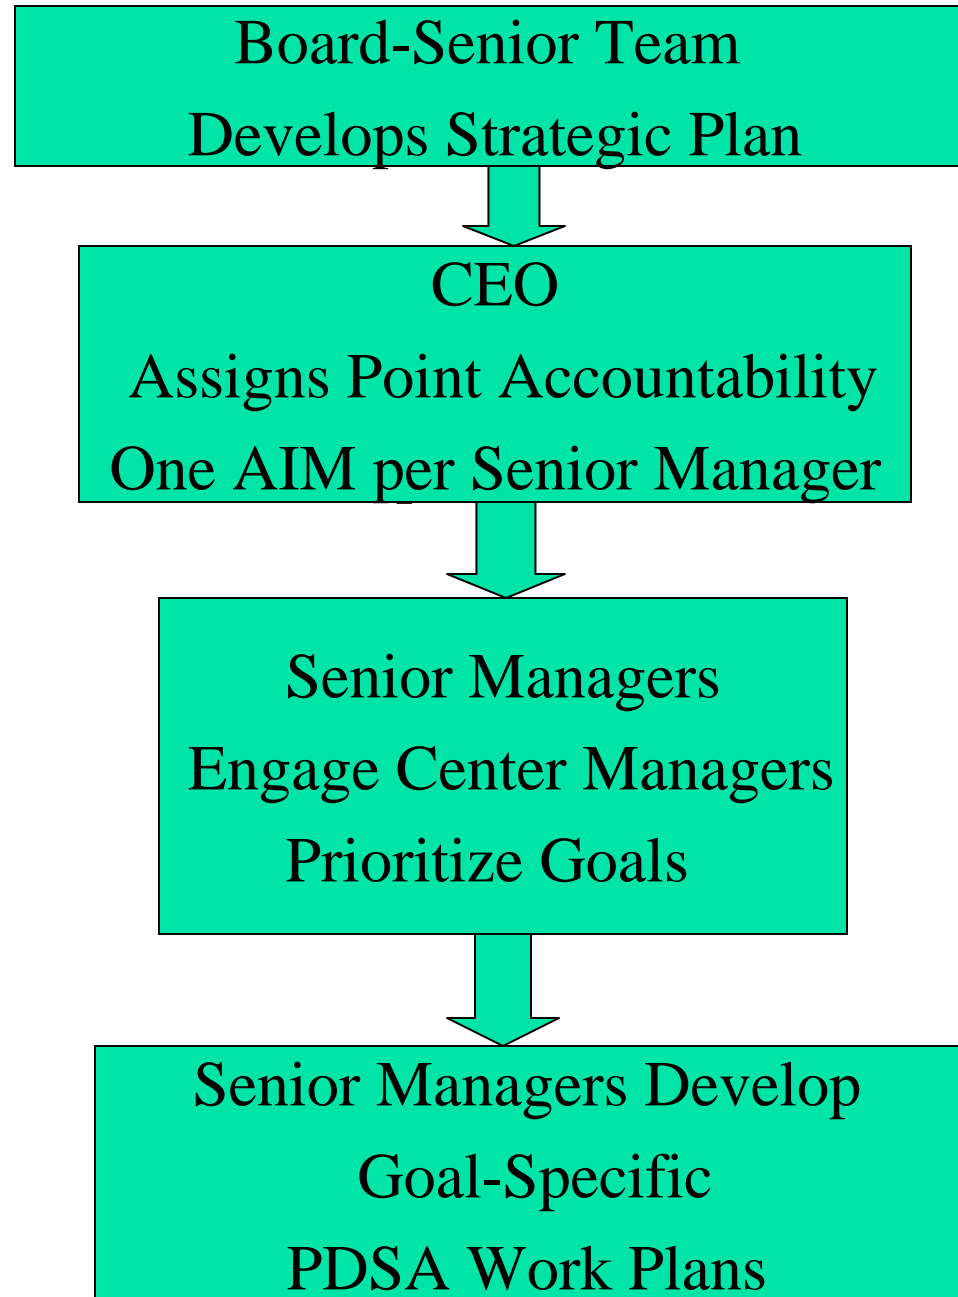 Board-Senior Team
Develops Strategic Plan
CEO
Assigns Point Accountability
One AIM per Senior Manager
Senior Managers
Engage Center Managers
Prioritize Goals
Senior Managers Develop
Goal-Specific
PDSA Work Plans